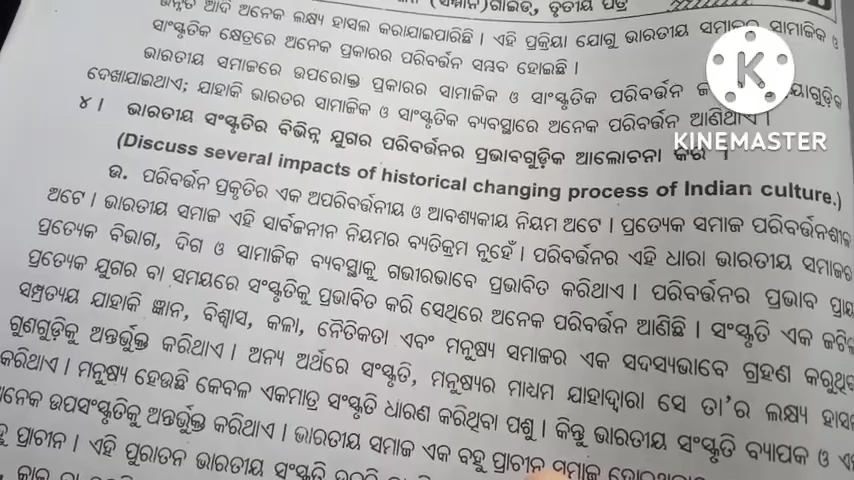 (ସମ୍ମାନ) ଗାଇଡ୍, ତୃତୀୟ ପତ୍ର
ଉନ୍ନତି ଆଦି ଅନେକ ଲକ୍ଷ୍ୟ ହାସଲ କରାଯାଇପାରିଛି । ଏହି ପ୍ରକ୍ରିୟା ଯୋଗୁ ଭାରତୀୟ ସମାଜର ସାମାଜିକ ଓ
ସାଂସ୍କୃତିକ କ୍ଷେତ୍ରରେ ଅନେକ ପ୍ରକାରର ପରିବର୍ତ୍ତନ ସମ୍ଭବ ହୋଇଛି ।
ଭାରତୀୟ ସମାଜରେ ଉପରୋକ୍ତ ପ୍ରକାରର ସାମାଜିକ ଓ ସାଂସ୍କୃତିକ ପରିବର୍ତ୍ତନ
ଦେଖାଯାଇଥାଏ; ଯାହାକି ଭାରତର ସାମାଜିକ ଓ ସାଂସ୍କୃତିକ ବ୍ୟବସ୍ଥାରେ ଅନେକ ପରିବର୍ତ୍ତନ ଆଣିଥାଏ ।
KINEMASTER
୪ । ଭାରତୀୟ ସଂସ୍କୃତିର ବିଭିନ୍ନ ଯୁଗର ପରିବର୍ତ୍ତନର ପ୍ରଭାବଗୁଡ଼ିକ ଆଲୋଚନା କର ।
(Discuss several impacts of historical changing process of Indian culture.)
ଉ. ପରିବର୍ତ୍ତନ ପ୍ରକୃତିର ଏକ ଅପରିବର୍ତ୍ତନୀୟ ଓ ଆବଶ୍ୟକୀୟ ନିୟମ ଅଟେ । ପ୍ରତ୍ୟେକ ସମାଜ ପରିବର୍ତ୍ତନଶୀଳ
ଅଟେ । ଭାରତୀୟ ସମାଜ ଏହି ସାର୍ବଜନୀନ ନିୟମର ବ୍ୟତିକ୍ରମ ନୁହେଁ । ପରିବର୍ତ୍ତନର ଏହି ଧାରା ଭାରତୀୟ ସମାଜର
ପ୍ରତ୍ୟେକ ବିଭାଗ, ଦିଗ ଓ ସାମାଜିକ ବ୍ୟବସ୍ଥାକୁ ଗଭୀରଭାବେ ପ୍ରଭାବିତ କରିଥାଏ । ପରିବର୍ତ୍ତନର ପ୍ରଭାବ ପ୍ରାୟ
ପ୍ରତ୍ୟେକ ଯୁଗର ବା ସମୟରେ ସଂସ୍କୃତିକୁ ପ୍ରଭାବିତ କରି ସେଥିରେ ଅନେକ ପରିବର୍ତ୍ତନ ଆଣିଛି । ସଂସ୍କୃତି ଏକ ଜଟିଳ
ସମ୍ପ୍ରତ୍ୟୟ ଯାହାକି ଜ୍ଞାନ, ବିଶ୍ୱାସ, କଳା, ନୈତିକତା ଏବଂ ମନୁଷ୍ୟ ସମାଜର ଏକ ସଦସ୍ୟଭାବେ ଗ୍ରହଣ କରୁଥିବା
ଗୁଣଗୁଡ଼ିକୁ ଅନ୍ତର୍ଭୁକ୍ତ କରିଥାଏ । ଅନ୍ୟ ଅର୍ଥରେ ସଂସ୍କୃତି, ମନୁଷ୍ୟର ମାଧ୍ୟମ ଯାହାଦ୍ୱାରା ସେ ତା'ର ଲକ୍ଷ୍ୟ ହାସଲ
କରିଥାଏ । ମନୁଷ୍ୟ ହେଉଛି କେବଳ ଏକମାତ୍ର ସଂସ୍କୃତି ଧାରଣ କରିଥିବା ପଶୁ । କିନ୍ତୁ ଭାରତୀୟ ସଂସ୍କୃତି ବ୍ୟାପକ ଓ
ଅନେକ ଉପସଂସ୍କୃତିକୁ ଅନ୍ତର୍ଭୁକ୍ତ କରିଥାଏ । ଭାରତୀୟ ସମାଜ ଏକ ବହୁ ପ୍ରାଚୀନ ସମାଜ
ପ୍ରାଚୀନ । ଏହି ପୁରାତନ ଭାରତୀୟ ସଂସ୍କୃତି